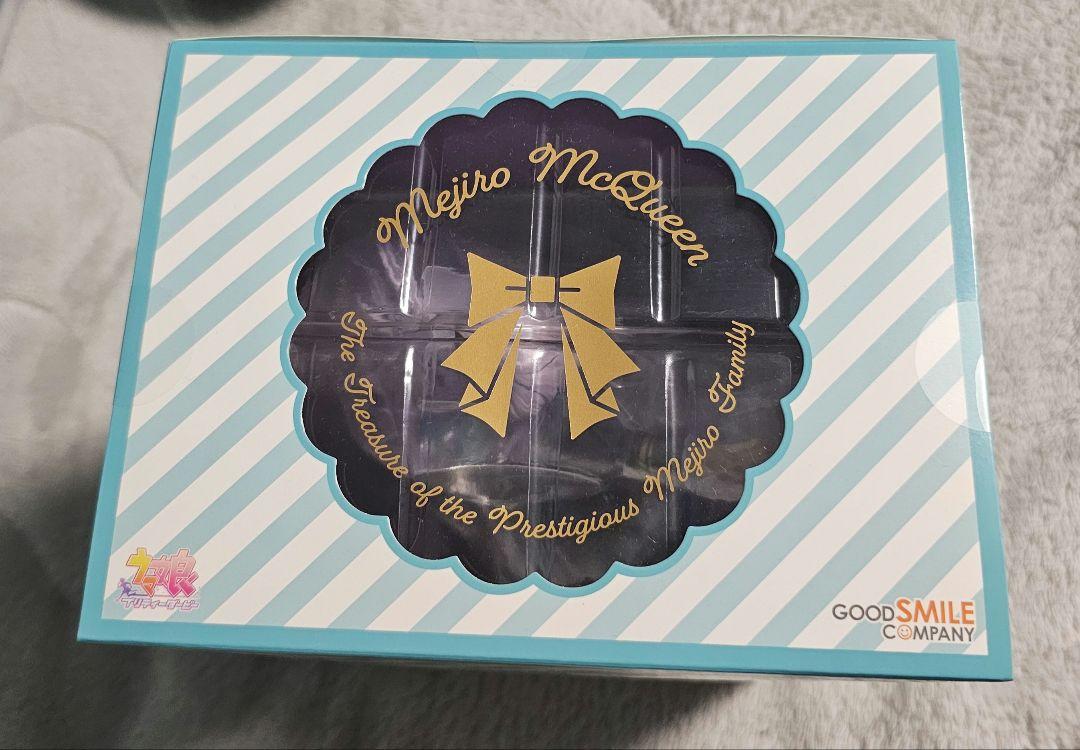 Mejiro McQueen
The Treasure of the Prestigious Mejiro Family
ウマ娘
プリティーダービー
GOOD SMILE
COMPANY